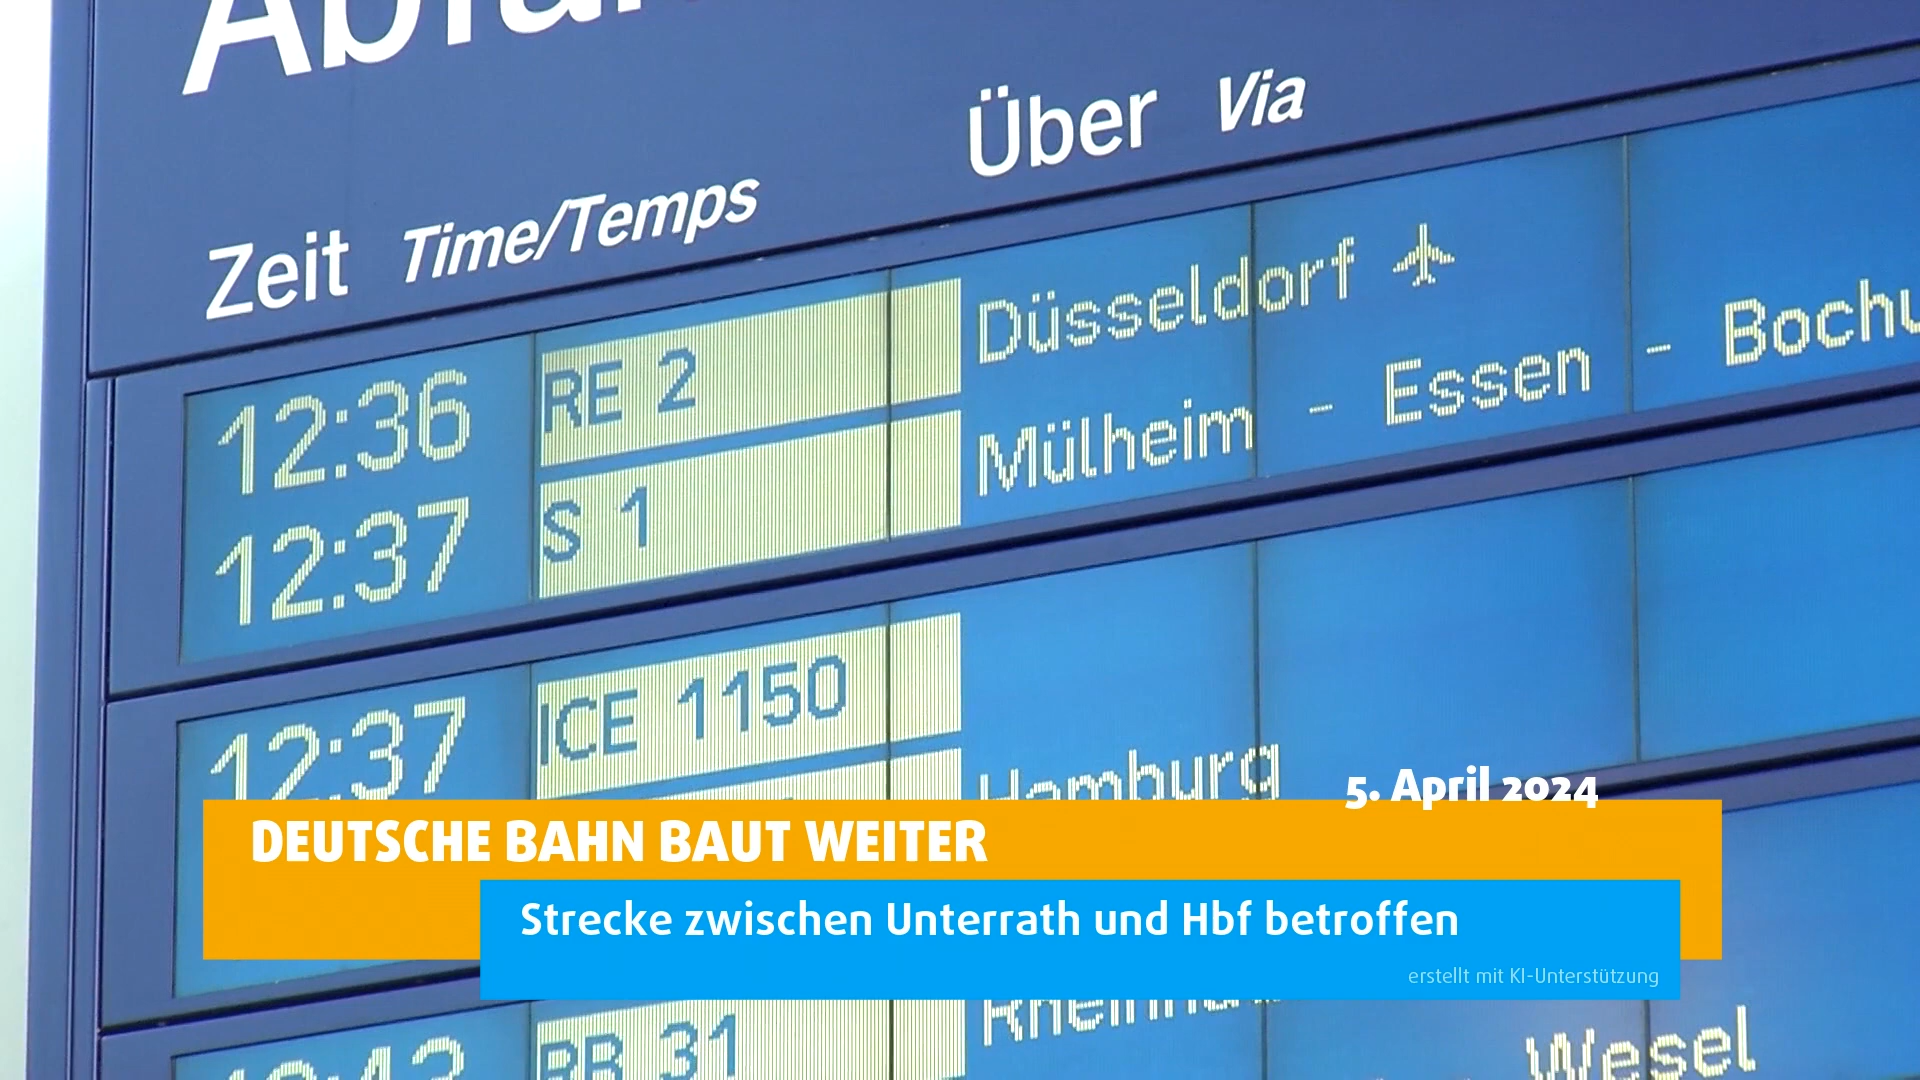 Über Via
Zeit Time/Temps
12:36 RE 2 Düsseldorf
12:37 S 1 Mülheim - Essen -
12:37 ICE 1150
Hamburg
5. April 2024
DEUTSCHE BAHN BAUT WEITER
Strecke zwischen Unterrath und Hbf betroffen
erstellt mit KI-Unterstützung
31
Wesel